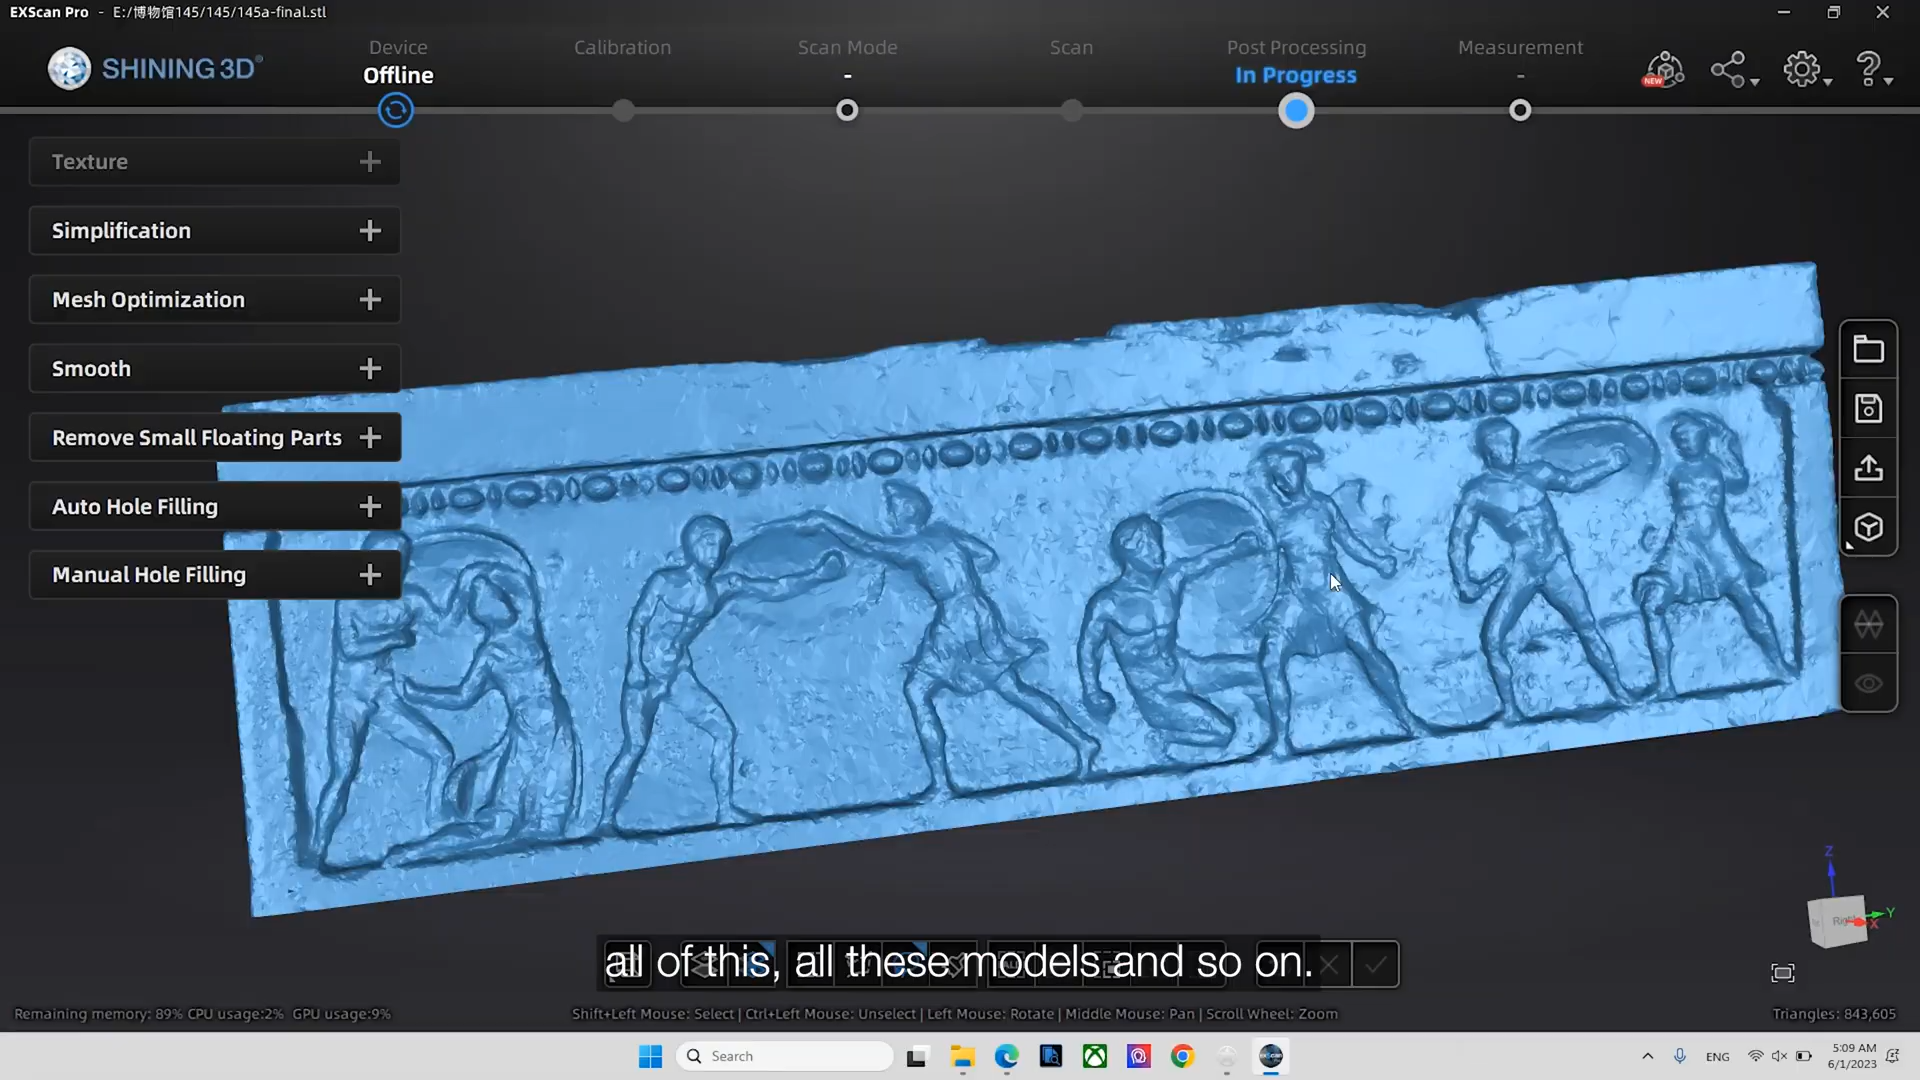 EXScan Pro - E:/博物馆145/145/145a-final.stl
SHINING 3D®
Device
Offline
Calibration
Scan Mode
-
Scan
Post Processing
In Progress
Measurement
-
NEW
Texture
Simplification
Mesh Optimization
Smooth
Remove Small Floating Parts
Auto Hole Filling
Manual Hole Filling
Z
Y
X
Right
all of this, all these models and so on.
Remaining memory: 89% CPU usage:2% GPU usage:9%
Shift+Left Mouse: Select | Ctrl+Left Mouse: Unselect | Left Mouse: Rotate | Middle Mouse: Pan | Scroll Wheel: Zoom
Triangles: 843,605
Search
ENG
5:09 AM
6/1/2023